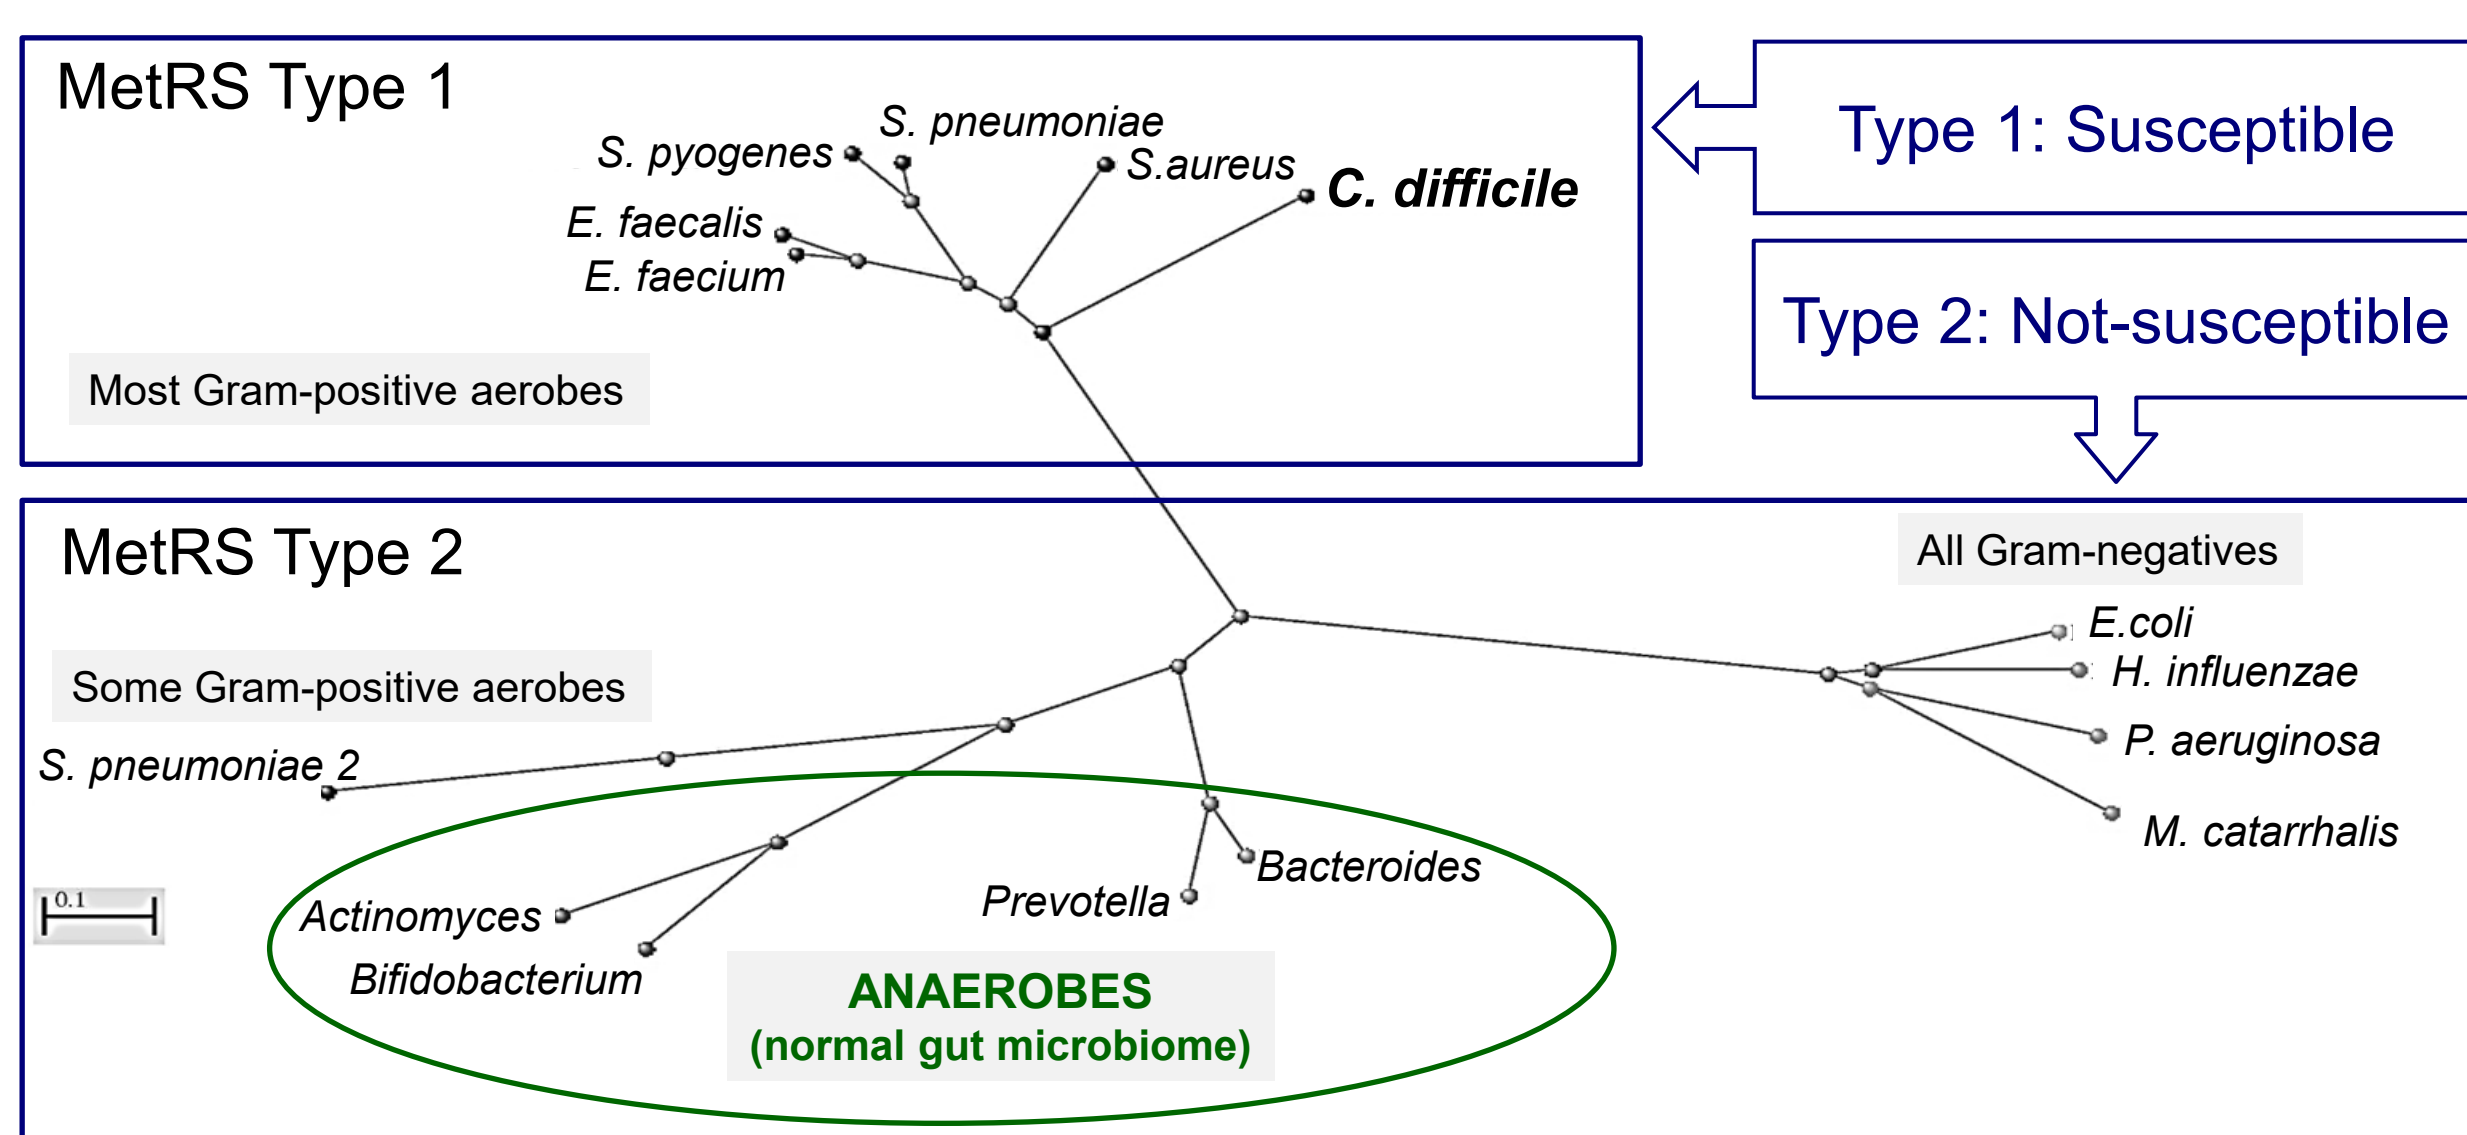 MetRS Type 1
S. pneumoniae
S. pyogenes
S.aureus
C. difficile
E. faecalis
E. faecium
Most Gram-positive aerobes
Type 1: Susceptible
Type 2: Not-susceptible
MetRS Type 2
All Gram-negatives
E.coli
H. influenzae
P. aeruginosa
M. catarrhalis
Some Gram-positive aerobes
S. pneumoniae 2
Bacteroides
Prevotella
Actinomyces
Bifidobacterium
0.1
ANAEROBES
(normal gut microbiome)